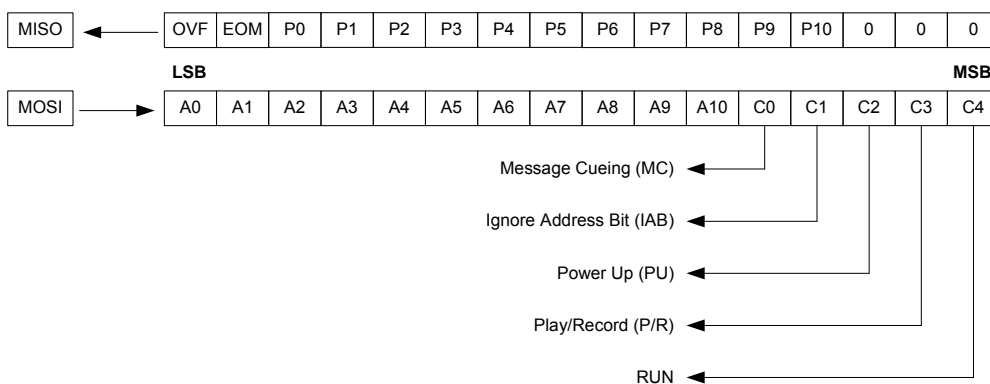 MISO OVF EOM P0 P1 P2 P3 P4 P5 P6 P7 P8 P9 P10 0 0 0
LSB MSB
MOSI A0 A1 A2 A3 A4 A5 A6 A7 A8 A9 A10 C0 C1 C2 C3 C4
Message Cueing (MC)
Ignore Address Bit (IAB)
Power Up (PU)
Play/Record (P/R)
RUN